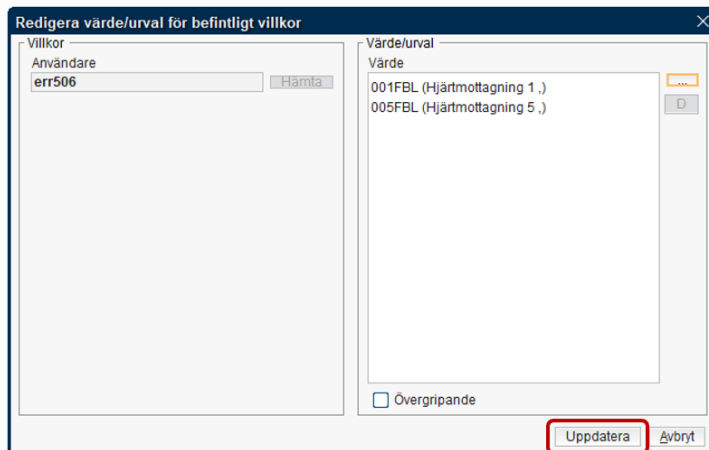 Redigera värde/urval för befintligt villkor
Villkor
Användare
err506
Hämta
Värde/urval
Värde
001FBL (Hjärtmottagning 1 ,)
005FBL (Hjärtmottagning 5 ,)
...
D
Övergripande
Uppdatera
Avbryt